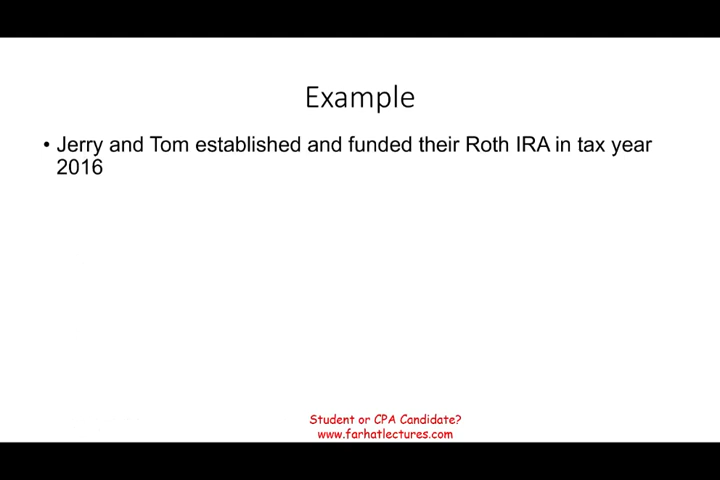 Example
• Jerry and Tom established and funded their Roth IRA in tax year
2016
Student or CPA Candidate?
www.farhatlectures.com